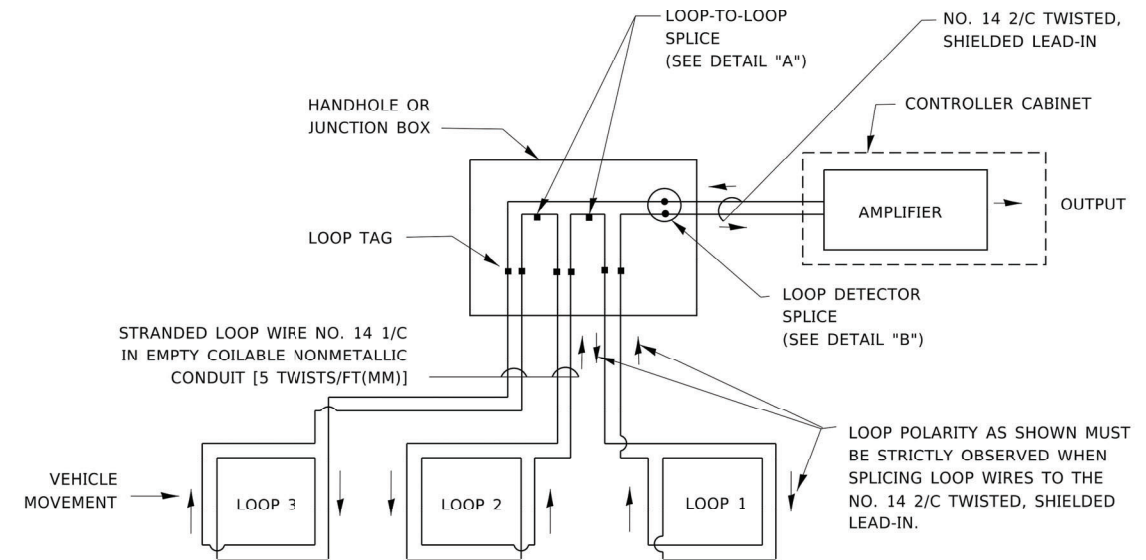 LOOP-TO-LOOP
SPLICE
(SEE DETAIL "A")
NO. 14 2/C TWISTED,
SHIELDED LEAD-IN
HANDHOLE OR
JUNCTION BOX
CONTROLLER CABINET
AMPLIFIER
OUTPUT
LOOP TAG
LOOP DETECTOR
SPLICE
(SEE DETAIL "B")
STRANDED LOOP WIRE NO. 14 1/C
IN EMPTY COILABLE NONMETALLIC
CONDUIT [5 TWISTS/FT(MM)]
LOOP POLARITY AS SHOWN MUST
BE STRICTLY OBSERVED WHEN
SPLICING LOOP WIRES TO THE
NO. 14 2/C TWISTED, SHIELDED
LEAD-IN.
VEHICLE
MOVEMENT
LOOP 3
LOOP 2
LOOP 1